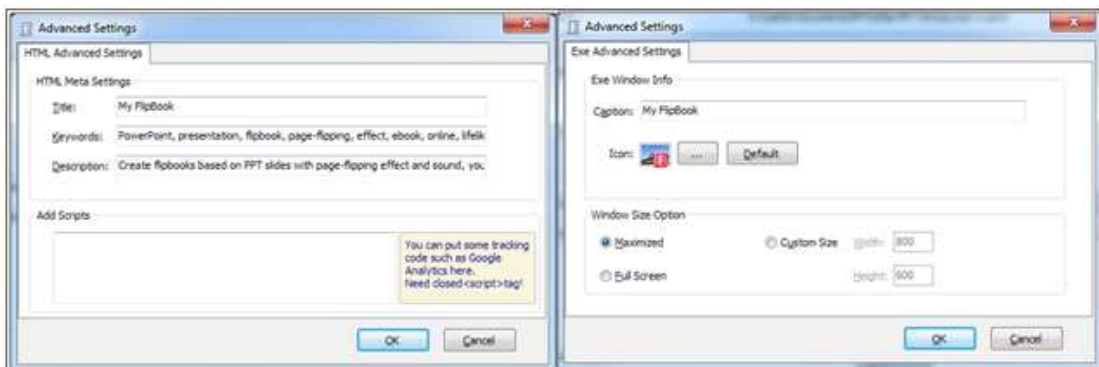 Advanced Settings
HTML Advanced Settings
HTML Meta Settings
Title: My FlipBook
Keywords: PowerPoint, presentation, flipbook, page-flipping, effect, ebook, online, lifelik
Description: Create flipbooks based on PPT slides with page-flipping effect and sound, you
Add Scripts
You can put some tracking
code such as Google
Analytics here.
Need closed <script>tag!
OK Cancel
Advanced Settings
Exe Advanced Settings
Exe Window Info
Caption: My FlipBook
Icon: ... Default
Window Size Option
Maximized Custom Size Width: 800
Full Screen Height: 600
OK Cancel